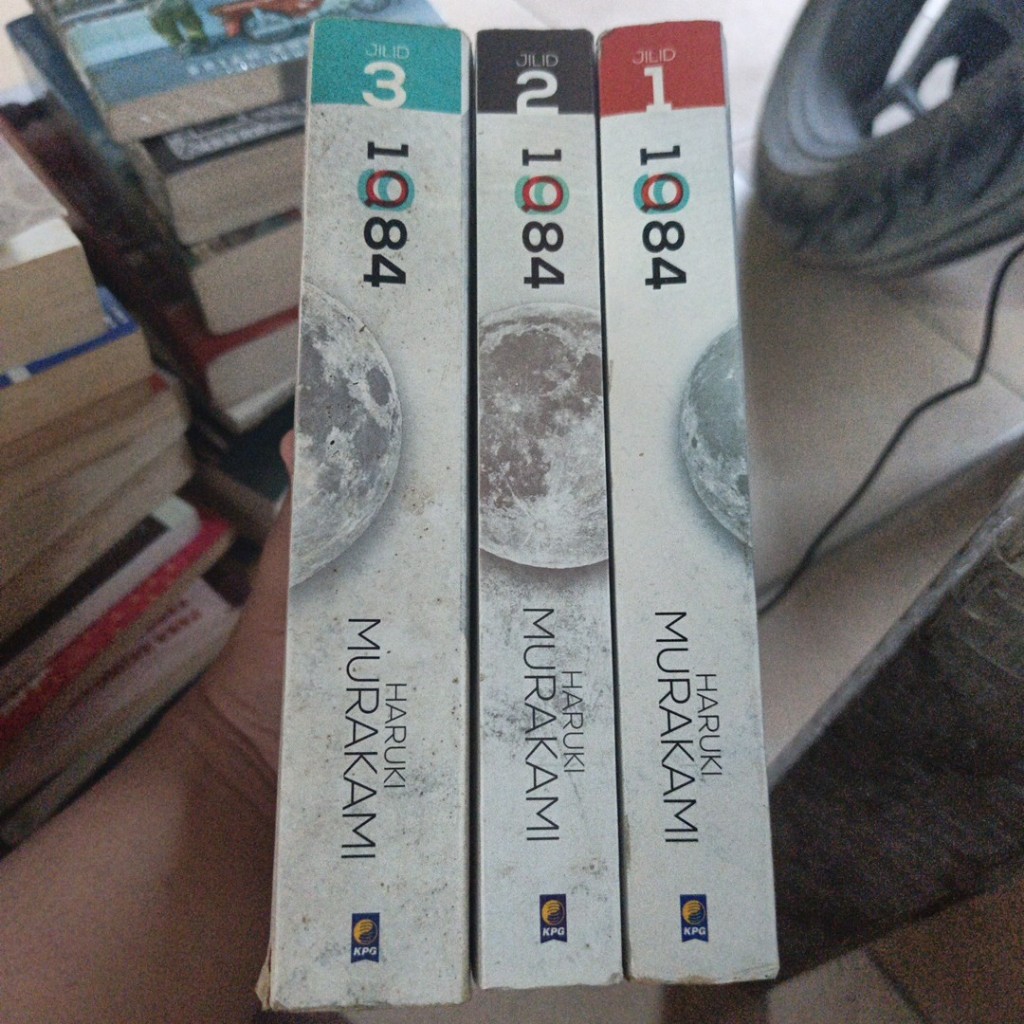 JILID
3
1Q84
HARUKI
MURAKAMI
KPG
JILID
2
1Q84
HARUKI
MURAKAMI
KPG
JILID
1
1Q84
HARUKI
MURAKAMI
KPG